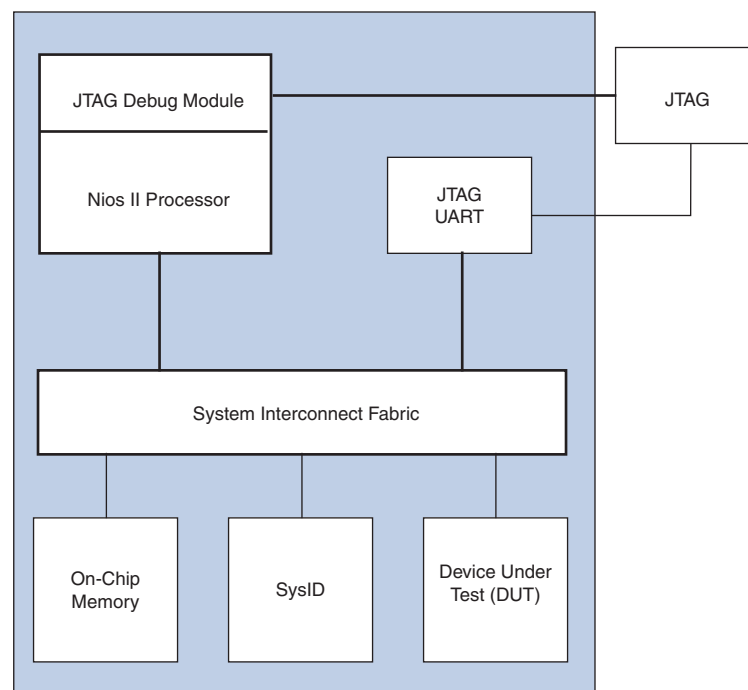 JTAG Debug Module
JTAG
Nios II Processor
JTAG
UART
System Interconnect Fabric
On-Chip
Memory
SysID
Device Under
Test (DUT)